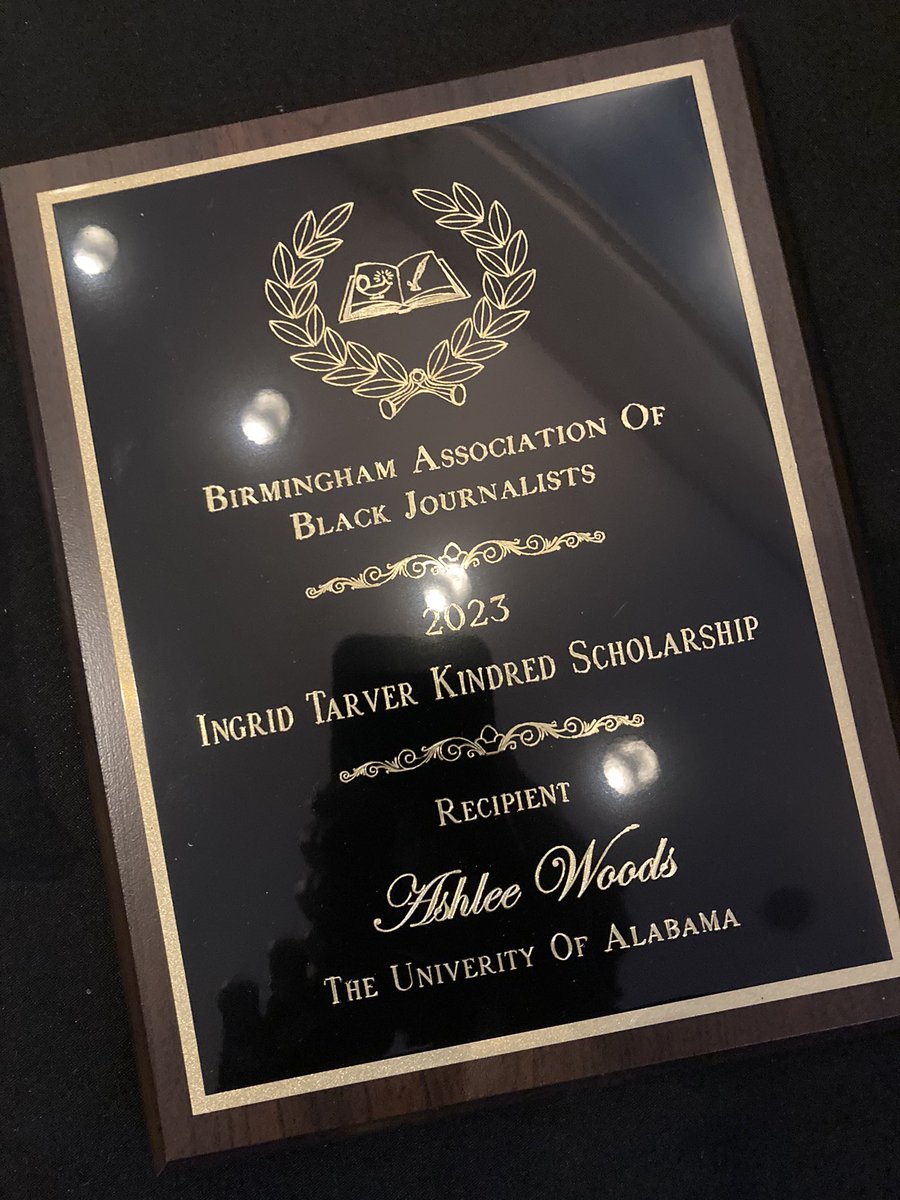 Birmingham Association Of
Black Journalists
2023
Ingrid Tarver Kindred Scholarship
Recipient
Ashlee Woods
The Univerity Of Alabama